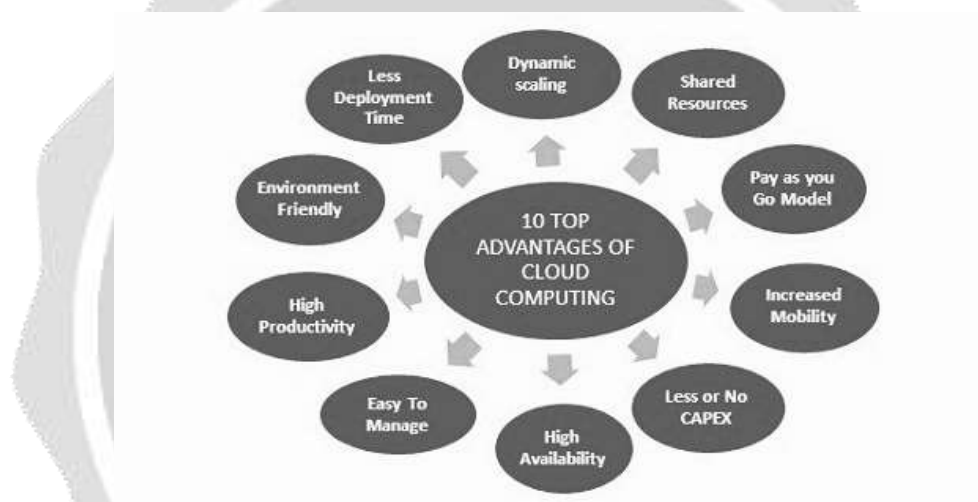 10 TOP
ADVANTAGES OF
CLOUD
COMPUTING
Dynamic
scaling
Shared
Resources
Pay as you
Go Model
Increased
Mobility
Less or No
CAPEX
High
Availability
Easy To
Manage
High
Productivity
Environment
Friendly
Less
Deployment
Time